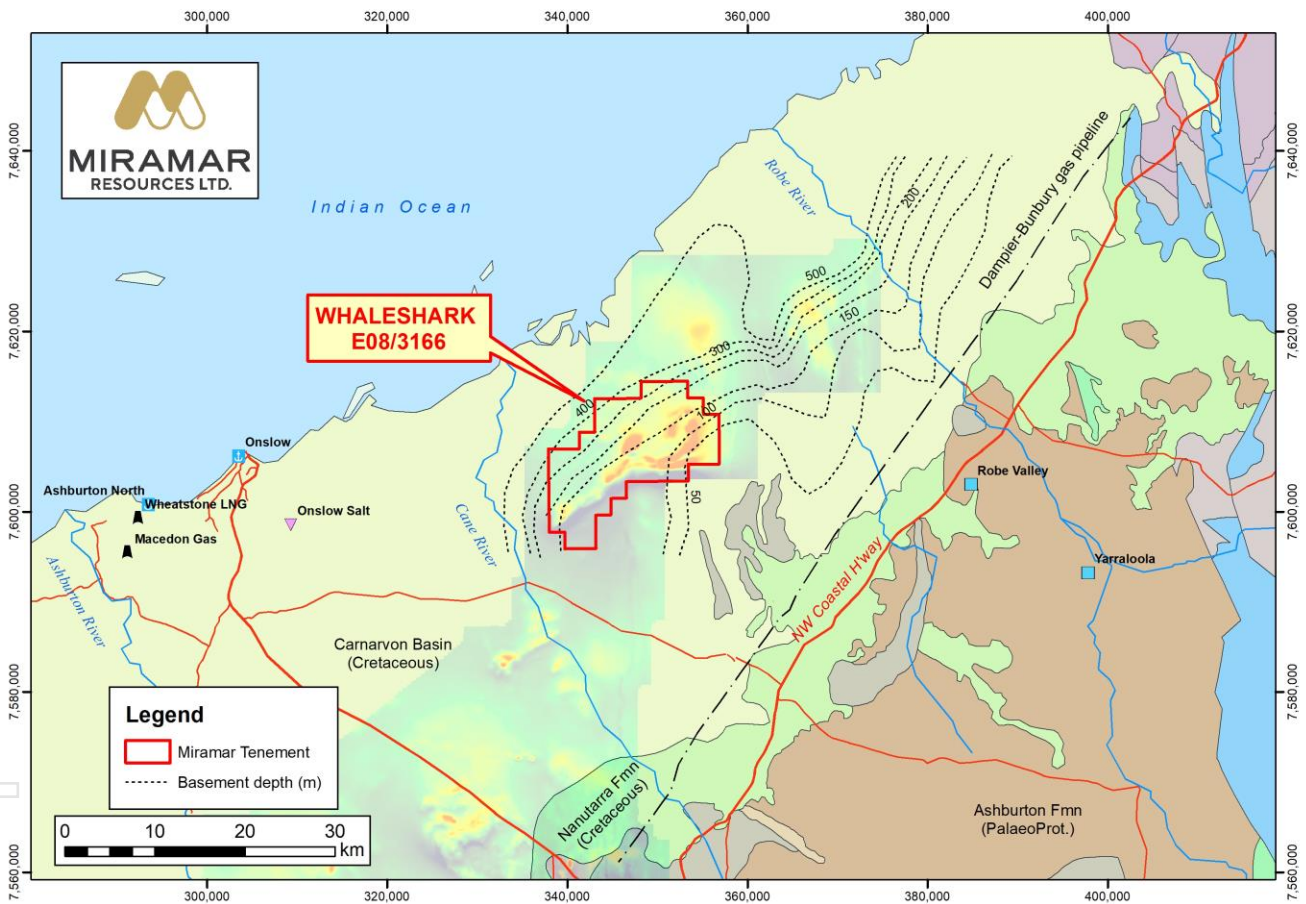 300,000
320,000
340,000
360,000
380,000
400,000
7,640,000
7,620,000
7,600,000
7,580,000
7,560,000
7,640,000
7,620,000
7,600,000
7,580,000
7,560,000
MIRAMAR
RESOURCES LTD.
Indian Ocean
Robe River
Dampier-Bunbury gas pipeline
200
500
150
300
400
100
50
WHALESHARK
E08/3166
Onslow
Ashburton North
Wheatstone LNG
Onslow Salt
Macedon Gas
Ashburton River
Cane River
Robe Valley
Yarraloola
NW Coastal H'way
Carnarvon Basin
(Cretaceous)
Nanutarra Fmn
(Cretaceous)
Ashburton Fmn
(PalaeoProt.)
Legend
Miramar Tenement
Basement depth (m)
0
10
20
30
km
300,000
320,000
340,000
360,000
380,000
400,000